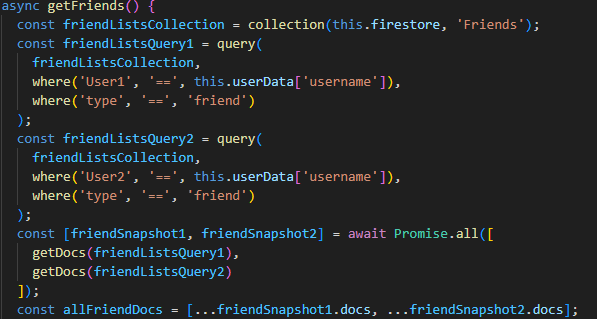 async getFriends() {
const friendListsCollection = collection(this.firestore, 'Friends');
const friendListsQuery1 = query(
friendListsCollection,
where('User1', '==', this.userData['username']),
where('type', '==', 'friend')
);
const friendListsQuery2 = query(
friendListsCollection,
where('User2', '==', this.userData['username']),
where('type', '==', 'friend')
);
const [friendSnapshot1, friendSnapshot2] = await Promise.all([
getDocs(friendListsQuery1),
getDocs(friendListsQuery2)
]);
const allFriendDocs = [...friendSnapshot1.docs, ...friendSnapshot2.docs];